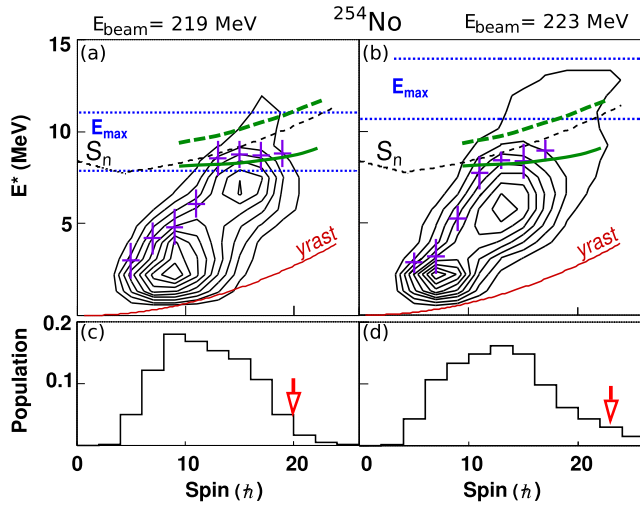 E_beam = 219 MeV
²⁵⁴No
E_beam = 223 MeV
15
(a)
(b)
E_max
E_max
10
S_n
S_n
E* (MeV)
5
yrast
yrast
0.2
(c)
(d)
Population
0.1
0
10
20
0
10
20
Spin (ℏ)
Spin (ℏ)